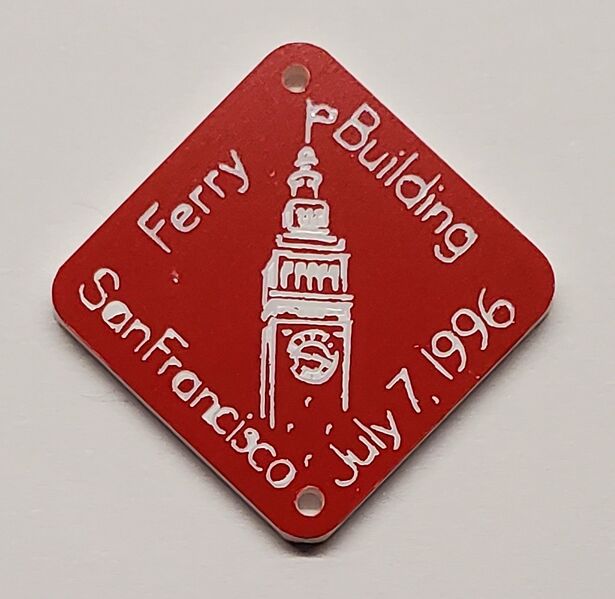 Ferry
Building
San Francisco
July 7, 1996